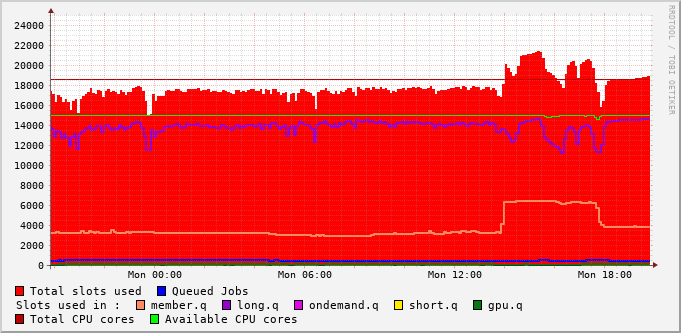 24000
22000
20000
18000
16000
14000
12000
10000
8000
6000
4000
2000
0
Mon 00:00 Mon 06:00 Mon 12:00 Mon 18:00
Total slots used Queued Jobs
Slots used in : member.q long.q ondemand.q short.q gpu.q
Total CPU cores Available CPU cores
RRDTOOL / TOBI OETIKER